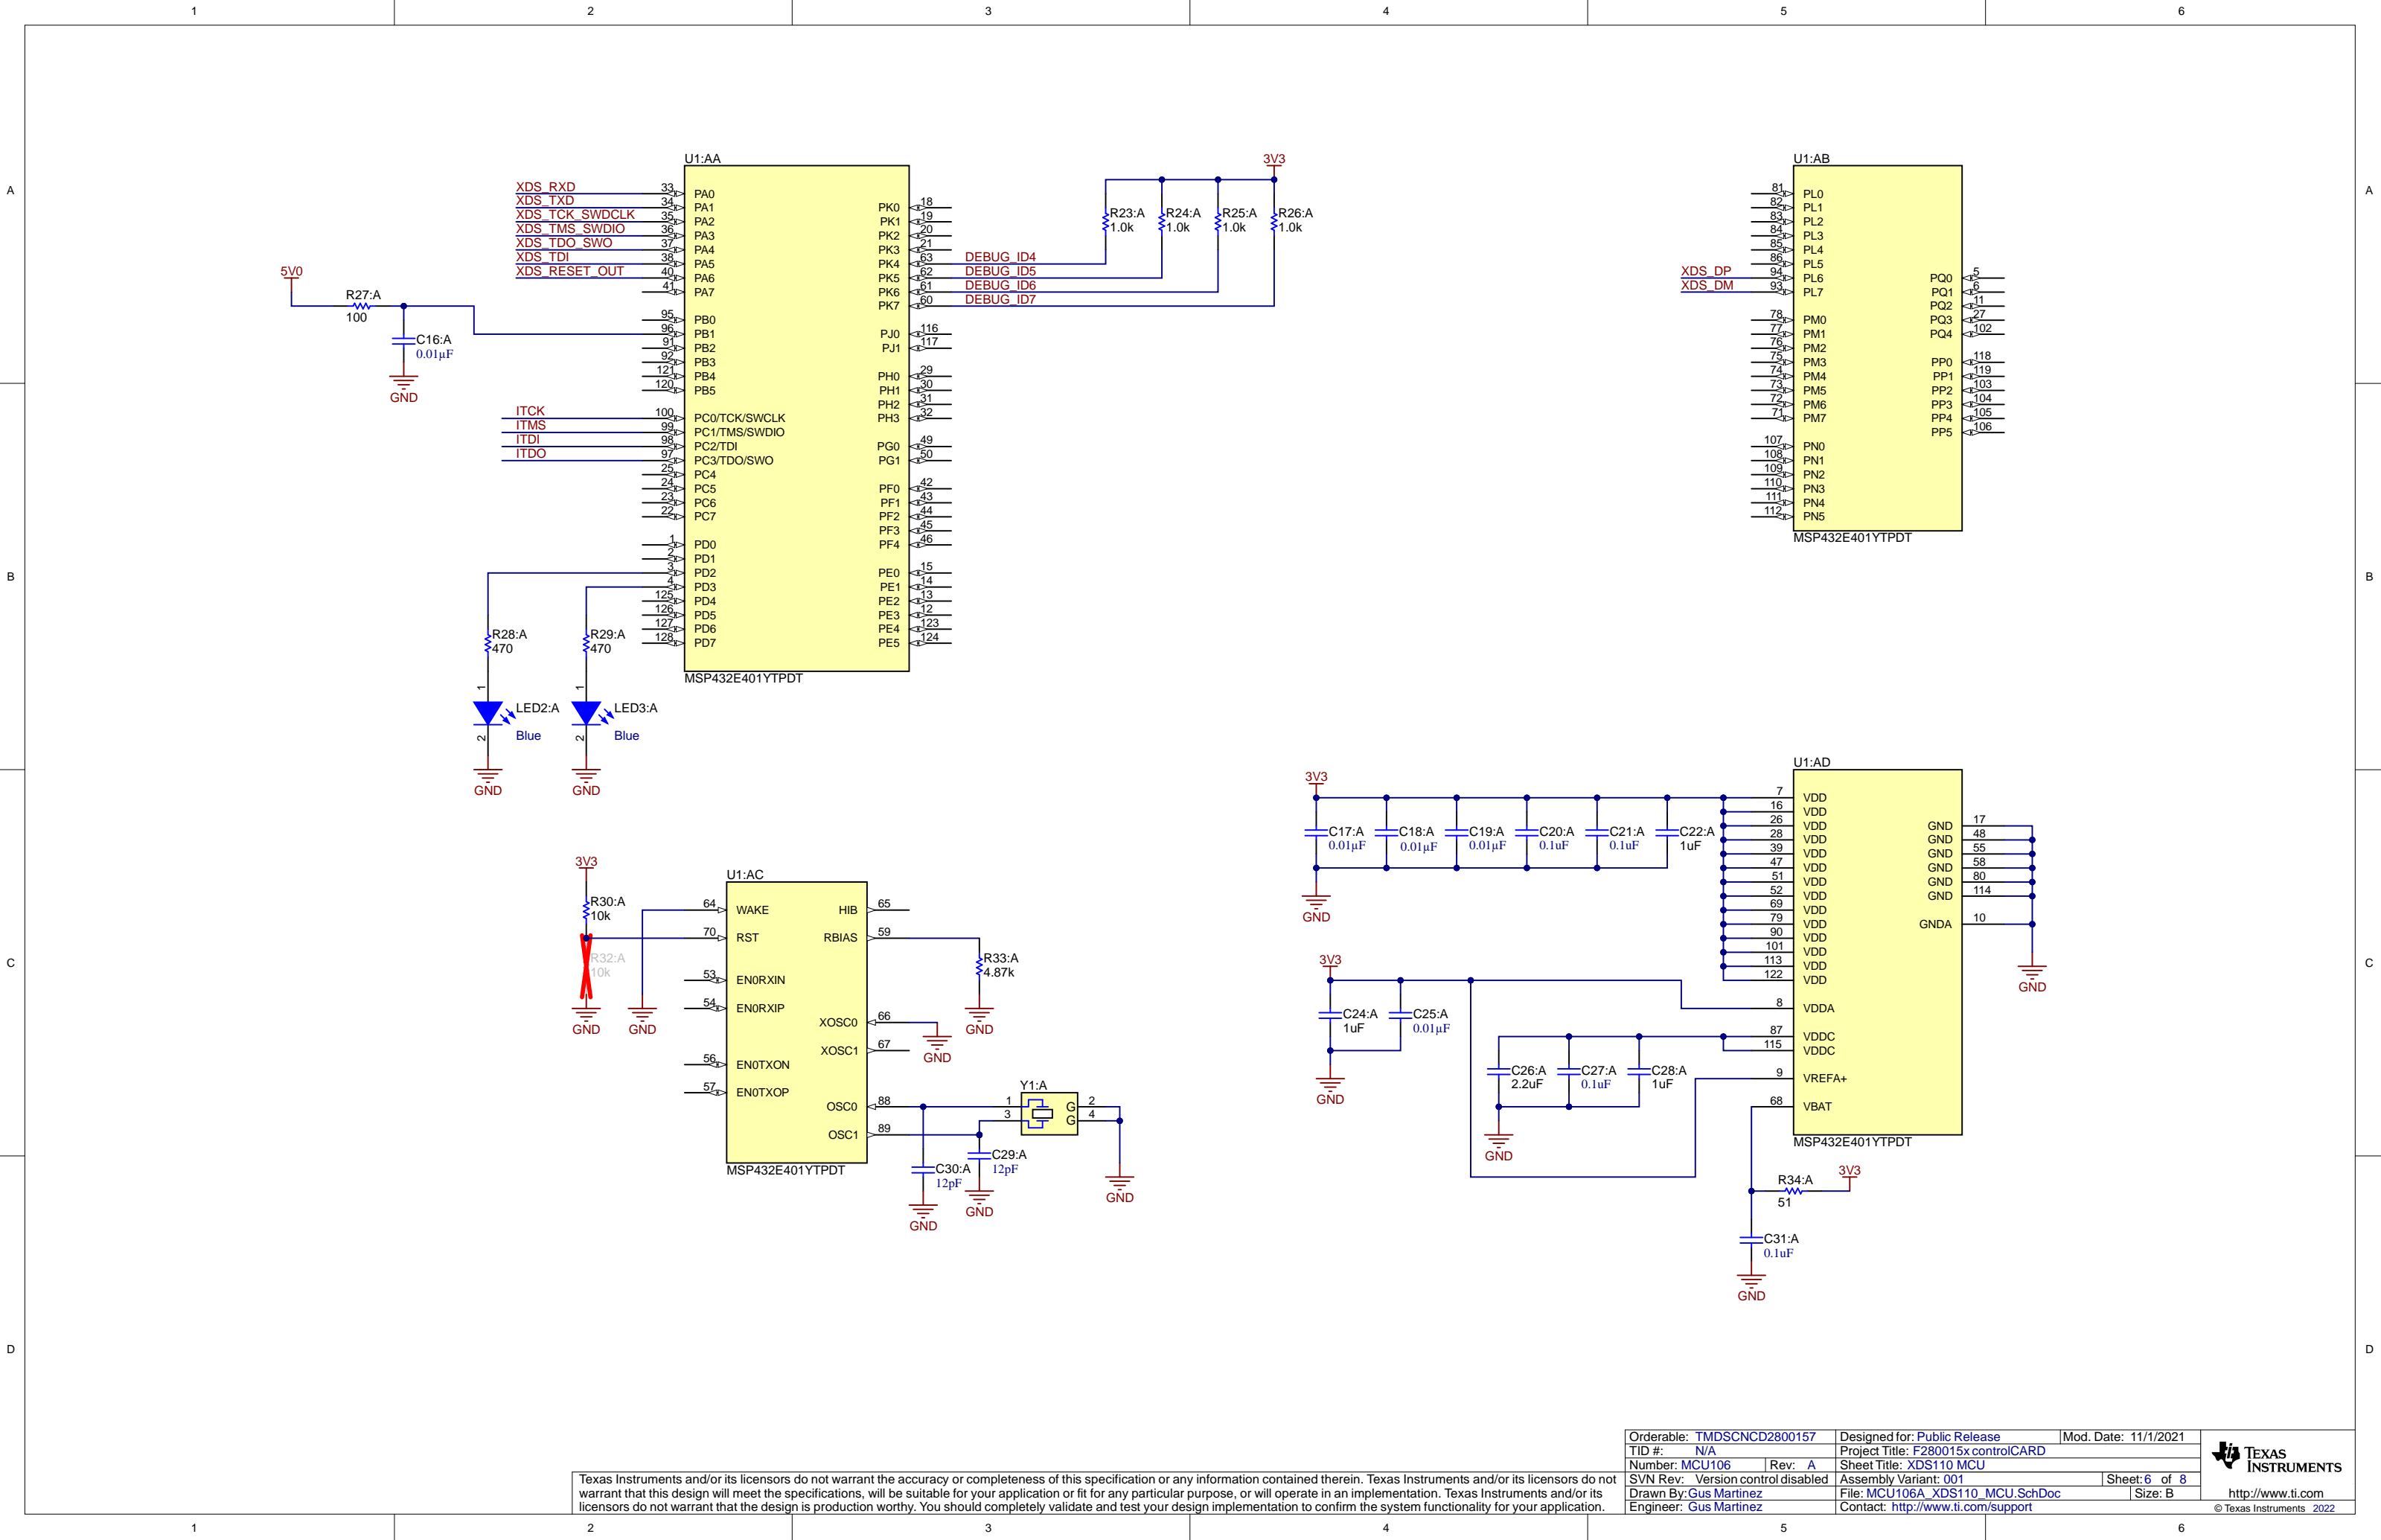 1 2 3 4 5 6
A A
B B
C C
D D
U1:AA
XDS_RXD 33 PA0
XDS_TXD 34 PA1
XDS_TCK_SWDCLK 35 PA2
XDS_TMS_SWDIO 36 PA3
XDS_TDO_SWO 37 PA4
XDS_TDI 38 PA5
XDS_RESET_OUT 40 PA6
41 PA7
95 PB0
96 PB1
91 PB2
92 PB3
121 PB4
120 PB5
ITCK 100 PC0/TCK/SWCLK
ITMS 99 PC1/TMS/SWDIO
ITDI 98 PC2/TDI
ITDO 97 PC3/TDO/SWO
25 PC4
24 PC5
23 PC6
22 PC7
1 PD0
2 PD1
3 PD2
4 PD3
125 PD4
126 PD5
127 PD6
128 PD7
PK0 18
PK1 19
PK2 20
PK3 21
PK4 63 DEBUG_ID4
PK5 62 DEBUG_ID5
PK6 61 DEBUG_ID6
PK7 60 DEBUG_ID7
PJ0 116
PJ1 117
PH0 29
PH1 30
PH2 31
PH3 32
PG0 49
PG1 50
PF0 42
PF1 43
PF2 44
PF3 45
PF4 46
PE0 15
PE1 14
PE2 13
PE3 12
PE4 123
PE5 124
MSP432E401YTPDT
3V3
R23:A R24:A R25:A R26:A
1.0k 1.0k 1.0k 1.0k
5V0
R27:A
100
C16:A
0.01µF
GND
R28:A R29:A
470 470
1 1
LED2:A LED3:A
Blue Blue
2 2
GND GND
U1:AB
81 PL0
82 PL1
83 PL2
84 PL3
85 PL4
86 PL5
XDS_DP 94 PL6
XDS_DM 93 PL7
78 PM0
77 PM1
76 PM2
75 PM3
74 PM4
73 PM5
72 PM6
71 PM7
107 PN0
108 PN1
109 PN2
110 PN3
111 PN4
112 PN5
PQ0 5
PQ1 6
PQ2 11
PQ3 27
PQ4 102
PP0 118
PP1 119
PP2 103
PP3 104
PP4 105
PP5 106
MSP432E401YTPDT
3V3
R30:A
10k
R32:A
10k
GND GND
U1:AC
64 WAKE
70 RST
53 EN0RXIN
54 EN0RXIP
56 EN0TXON
57 EN0TXOP
HIB 65
RBIAS 59
XOSC0 66
XOSC1 67
OSC0 88
OSC1 89
MSP432E401YTPDT
R33:A
4.87k
GND
GND
Y1:A
1 G 2
3 G 4
C29:A
12pF
C30:A
12pF
GND GND GND
3V3
C17:A C18:A C19:A C20:A C21:A C22:A
0.01µF 0.01µF 0.01µF 0.1uF 0.1uF 1uF
GND
3V3
C24:A C25:A
1uF 0.01µF
GND
C26:A C27:A C28:A
2.2uF 0.1uF 1uF
GND
U1:AD
7 VDD
16 VDD
26 VDD
28 VDD
39 VDD
47 VDD
51 VDD
52 VDD
69 VDD
79 VDD
90 VDD
101 VDD
113 VDD
122 VDD
8 VDDA
87 VDDC
115 VDDC
9 VREFA+
68 VBAT
GND 17
GND 48
GND 55
GND 58
GND 80
GND 114
GNDA 10
GND
MSP432E401YTPDT
R34:A
51
3V3
C31:A
0.1uF
GND
Texas Instruments and/or its licensors do not warrant the accuracy or completeness of this specification or any information contained therein. Texas Instruments and/or its licensors do not
warrant that this design will meet the specifications, will be suitable for your application or fit for any particular purpose, or will operate in an implementation. Texas Instruments and/or its
licensors do not warrant that the design is production worthy. You should completely validate and test your design implementation to confirm the system functionality for your application.
Orderable: TMDSCNCD2800157 Designed for: Public Release Mod. Date: 11/1/2021
TID #: N/A Project Title: F280015x controlCARD
Number: MCU106 Rev: A Sheet Title: XDS110 MCU
SVN Rev: Version control disabled Assembly Variant: 001 Sheet: 6 of 8
Drawn By: Gus Martinez File: MCU106A_XDS110_MCU.SchDoc Size: B
Engineer: Gus Martinez Contact: http://www.ti.com/support
TEXAS
INSTRUMENTS
http://www.ti.com
© Texas Instruments 2022
1 2 3 4 5 6